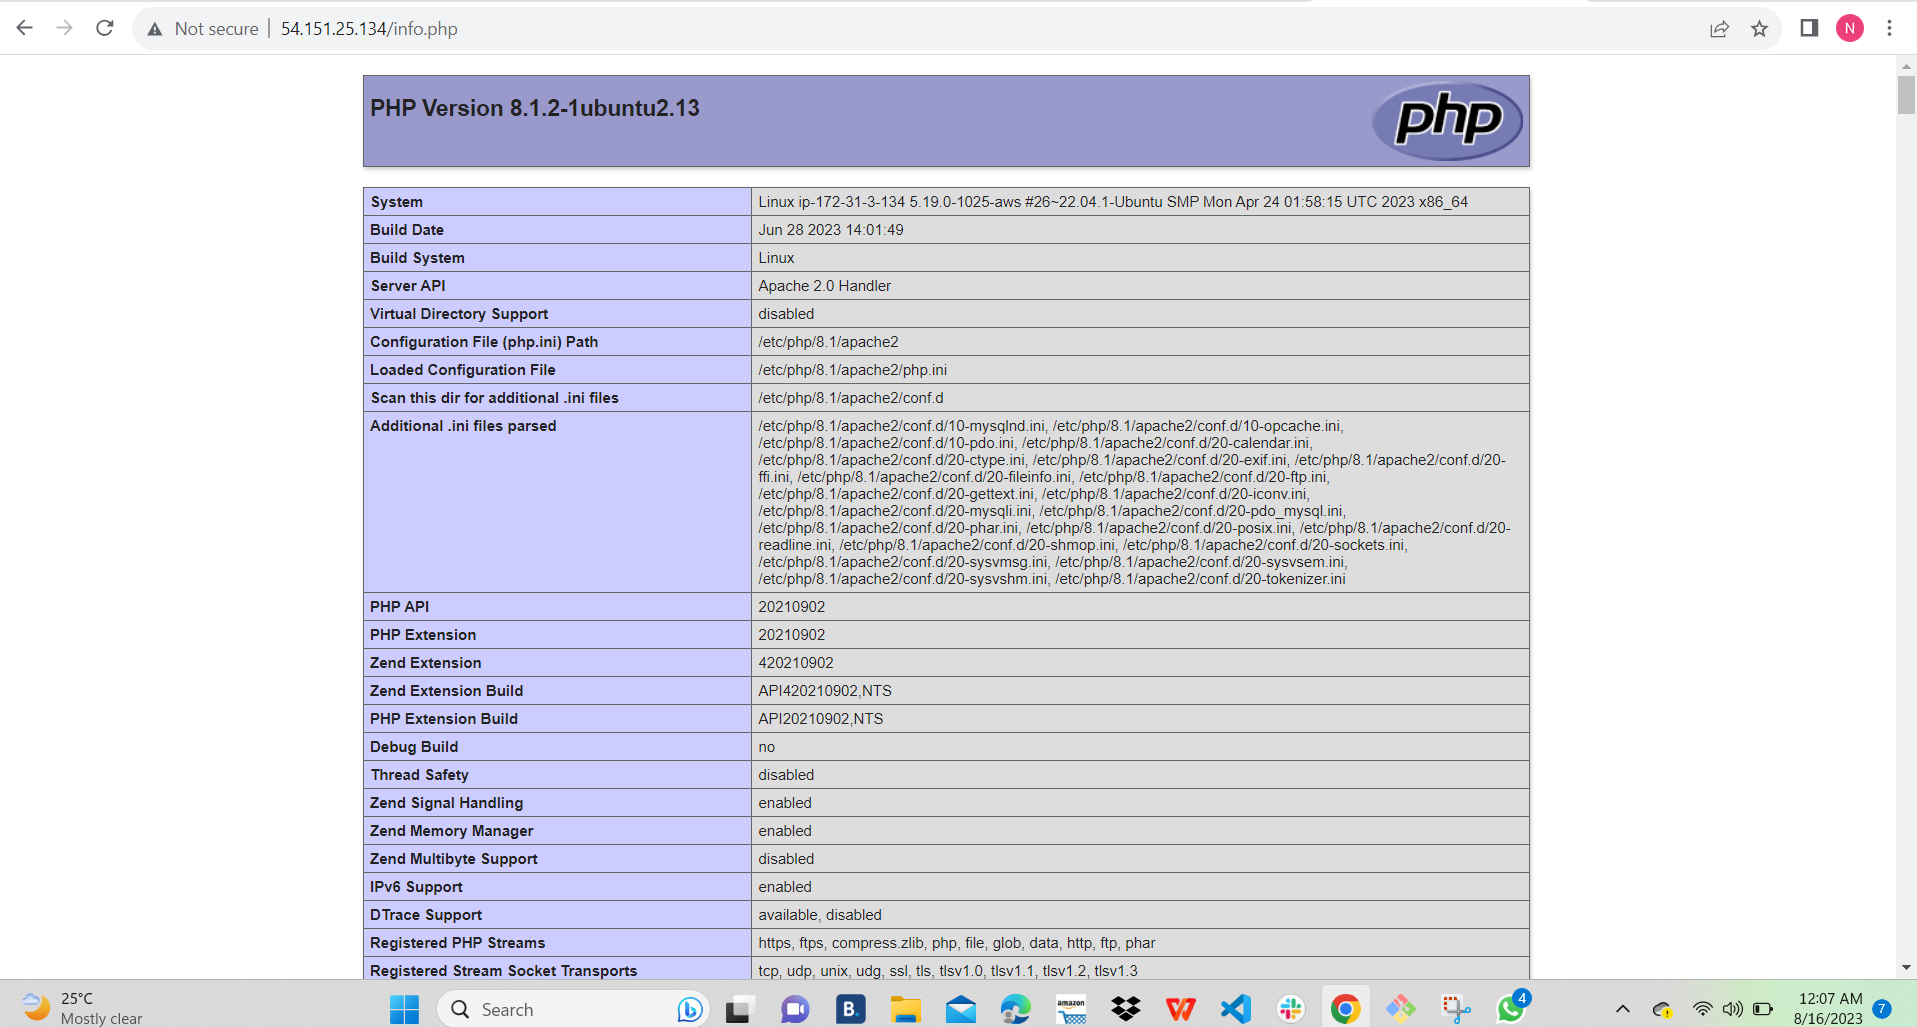 Not secure | 54.151.25.134/info.php
N
PHP Version 8.1.2-1ubuntu2.13
php
System Linux ip-172-31-3-134 5.19.0-1025-aws #26~22.04.1-Ubuntu SMP Mon Apr 24 01:58:15 UTC 2023 x86_64
Build Date Jun 28 2023 14:01:49
Build System Linux
Server API Apache 2.0 Handler
Virtual Directory Support disabled
Configuration File (php.ini) Path /etc/php/8.1/apache2
Loaded Configuration File /etc/php/8.1/apache2/php.ini
Scan this dir for additional .ini files /etc/php/8.1/apache2/conf.d
Additional .ini files parsed /etc/php/8.1/apache2/conf.d/10-mysqlnd.ini, /etc/php/8.1/apache2/conf.d/10-opcache.ini,
/etc/php/8.1/apache2/conf.d/10-pdo.ini, /etc/php/8.1/apache2/conf.d/20-calendar.ini,
/etc/php/8.1/apache2/conf.d/20-ctype.ini, /etc/php/8.1/apache2/conf.d/20-exif.ini, /etc/php/8.1/apache2/conf.d/20-
ffi.ini, /etc/php/8.1/apache2/conf.d/20-fileinfo.ini, /etc/php/8.1/apache2/conf.d/20-ftp.ini,
/etc/php/8.1/apache2/conf.d/20-gettext.ini, /etc/php/8.1/apache2/conf.d/20-iconv.ini,
/etc/php/8.1/apache2/conf.d/20-mysqli.ini, /etc/php/8.1/apache2/conf.d/20-pdo_mysql.ini,
/etc/php/8.1/apache2/conf.d/20-phar.ini, /etc/php/8.1/apache2/conf.d/20-posix.ini, /etc/php/8.1/apache2/conf.d/20-
readline.ini, /etc/php/8.1/apache2/conf.d/20-shmop.ini, /etc/php/8.1/apache2/conf.d/20-sockets.ini,
/etc/php/8.1/apache2/conf.d/20-sysvmsg.ini, /etc/php/8.1/apache2/conf.d/20-sysvsem.ini,
/etc/php/8.1/apache2/conf.d/20-sysvshm.ini, /etc/php/8.1/apache2/conf.d/20-tokenizer.ini
PHP API 20210902
PHP Extension 20210902
Zend Extension 420210902
Zend Extension Build API420210902,NTS
PHP Extension Build API20210902,NTS
Debug Build no
Thread Safety disabled
Zend Signal Handling enabled
Zend Memory Manager enabled
Zend Multibyte Support disabled
IPv6 Support enabled
DTrace Support available, disabled
Registered PHP Streams https, ftps, compress.zlib, php, file, glob, data, http, ftp, phar
Registered Stream Socket Transports tcp, udp, unix, udg, ssl, tls, tlsv1.0, tlsv1.1, tlsv1.2, tlsv1.3
25°C
Mostly clear
Search
B.
amazon
4
12:07 AM
8/16/2023
7